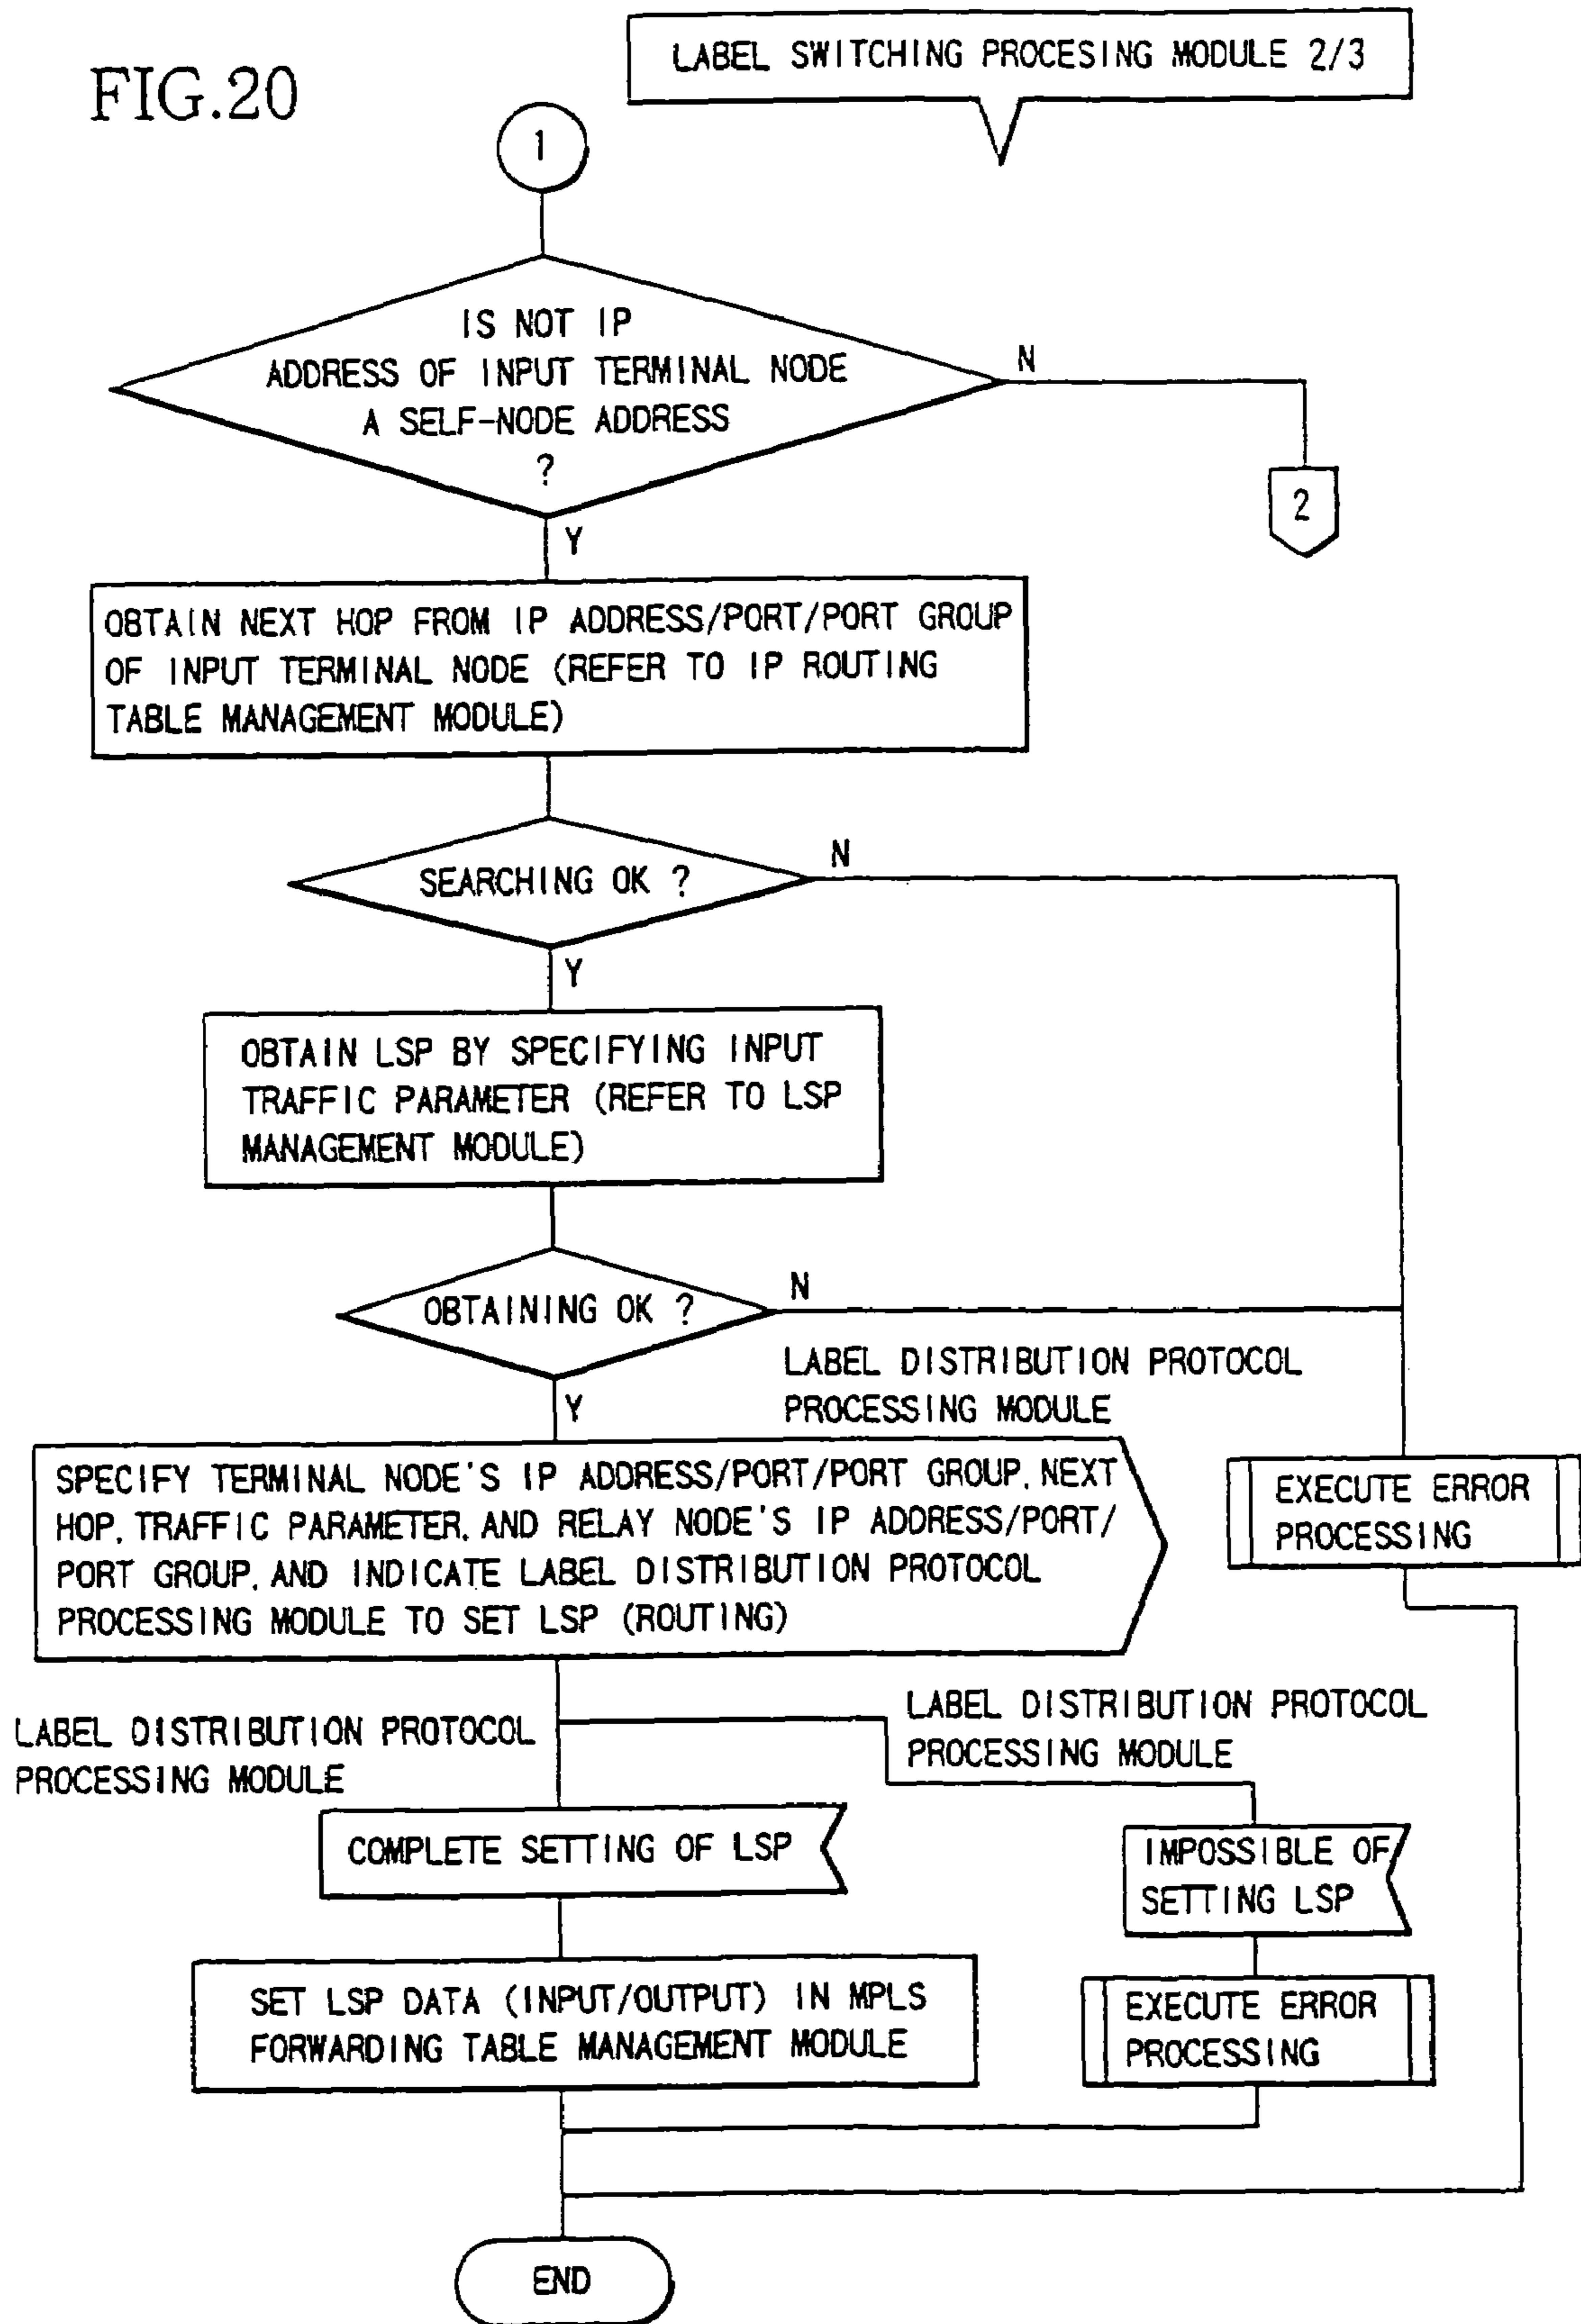 FIG.20
LABEL SWITCHING PROCESING MODULE 2/3
1
IS NOT IP
ADDRESS OF INPUT TERMINAL NODE
A SELF-NODE ADDRESS
?
N
2
Y
OBTAIN NEXT HOP FROM IP ADDRESS/PORT/PORT GROUP
OF INPUT TERMINAL NODE (REFER TO IP ROUTING
TABLE MANAGEMENT MODULE)
SEARCHING OK ?
N
Y
OBTAIN LSP BY SPECIFYING INPUT
TRAFFIC PARAMETER (REFER TO LSP
MANAGEMENT MODULE)
OBTAINING OK ?
N
Y
LABEL DISTRIBUTION PROTOCOL
PROCESSING MODULE
SPECIFY TERMINAL NODE'S IP ADDRESS/PORT/PORT GROUP, NEXT
HOP, TRAFFIC PARAMETER, AND RELAY NODE'S IP ADDRESS/PORT/
PORT GROUP, AND INDICATE LABEL DISTRIBUTION PROTOCOL
PROCESSING MODULE TO SET LSP (ROUTING)
EXECUTE ERROR
PROCESSING
LABEL DISTRIBUTION PROTOCOL
PROCESSING MODULE
LABEL DISTRIBUTION PROTOCOL
PROCESSING MODULE
COMPLETE SETTING OF LSP
IMPOSSIBLE OF
SETTING LSP
SET LSP DATA (INPUT/OUTPUT) IN MPLS
FORWARDING TABLE MANAGEMENT MODULE
EXECUTE ERROR
PROCESSING
END